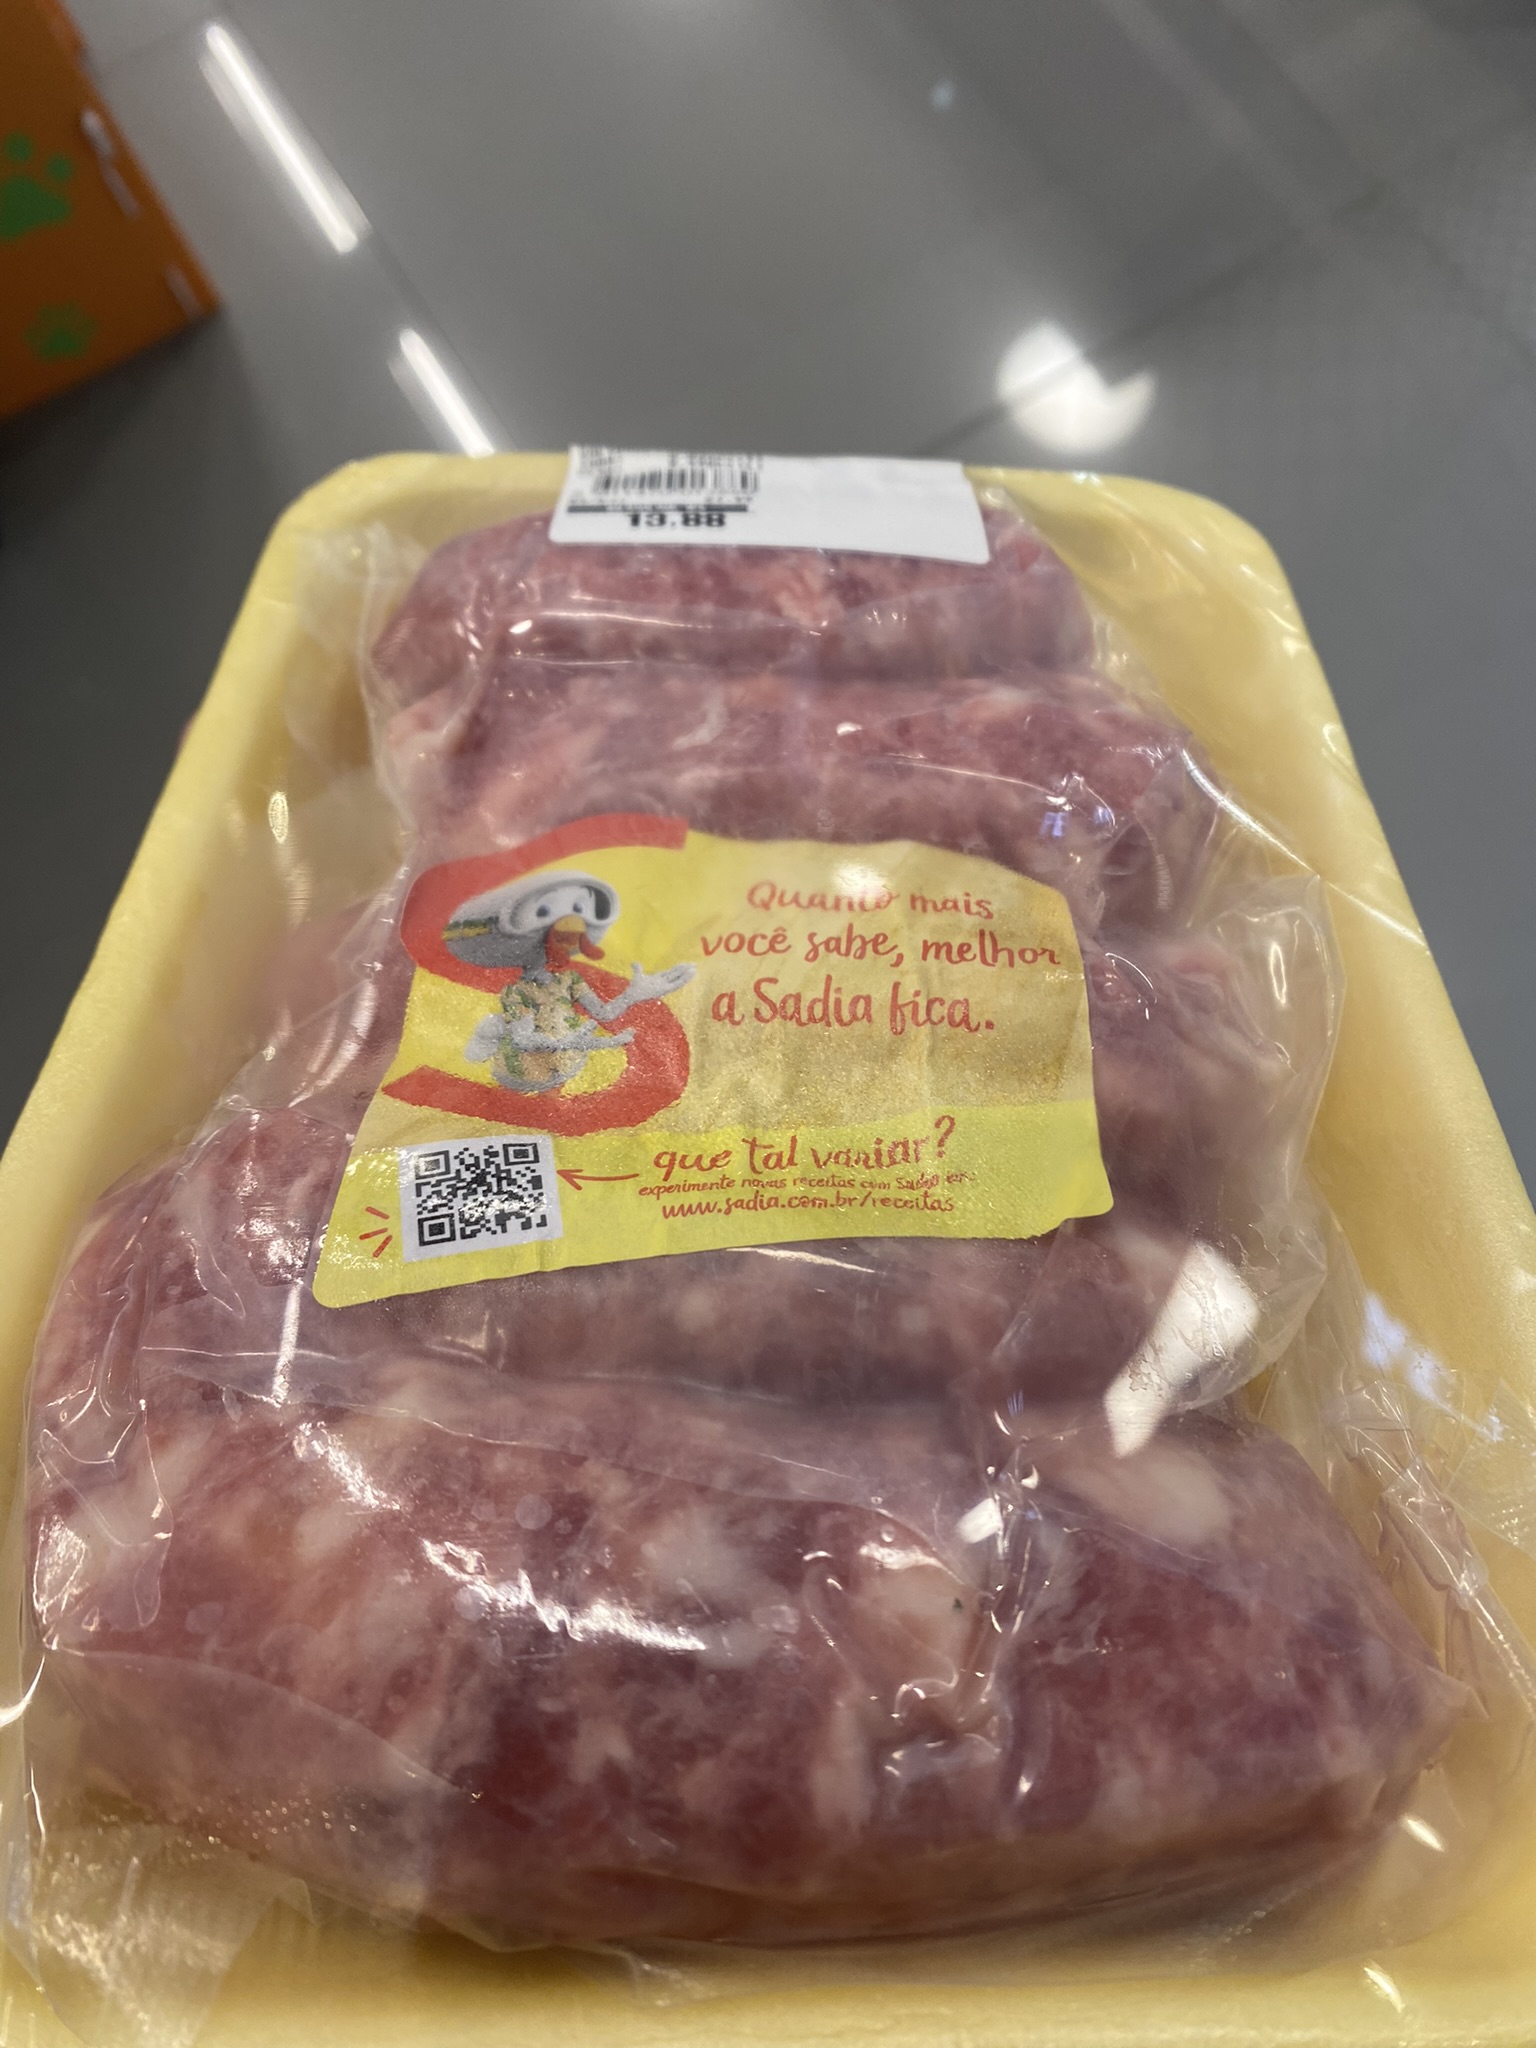 13.88
Quanto mais
você sabe, melhor
a Sadia fica.
que tal variar?
experimente novas receitas com Sadia em:
www.sadia.com.br/receitas